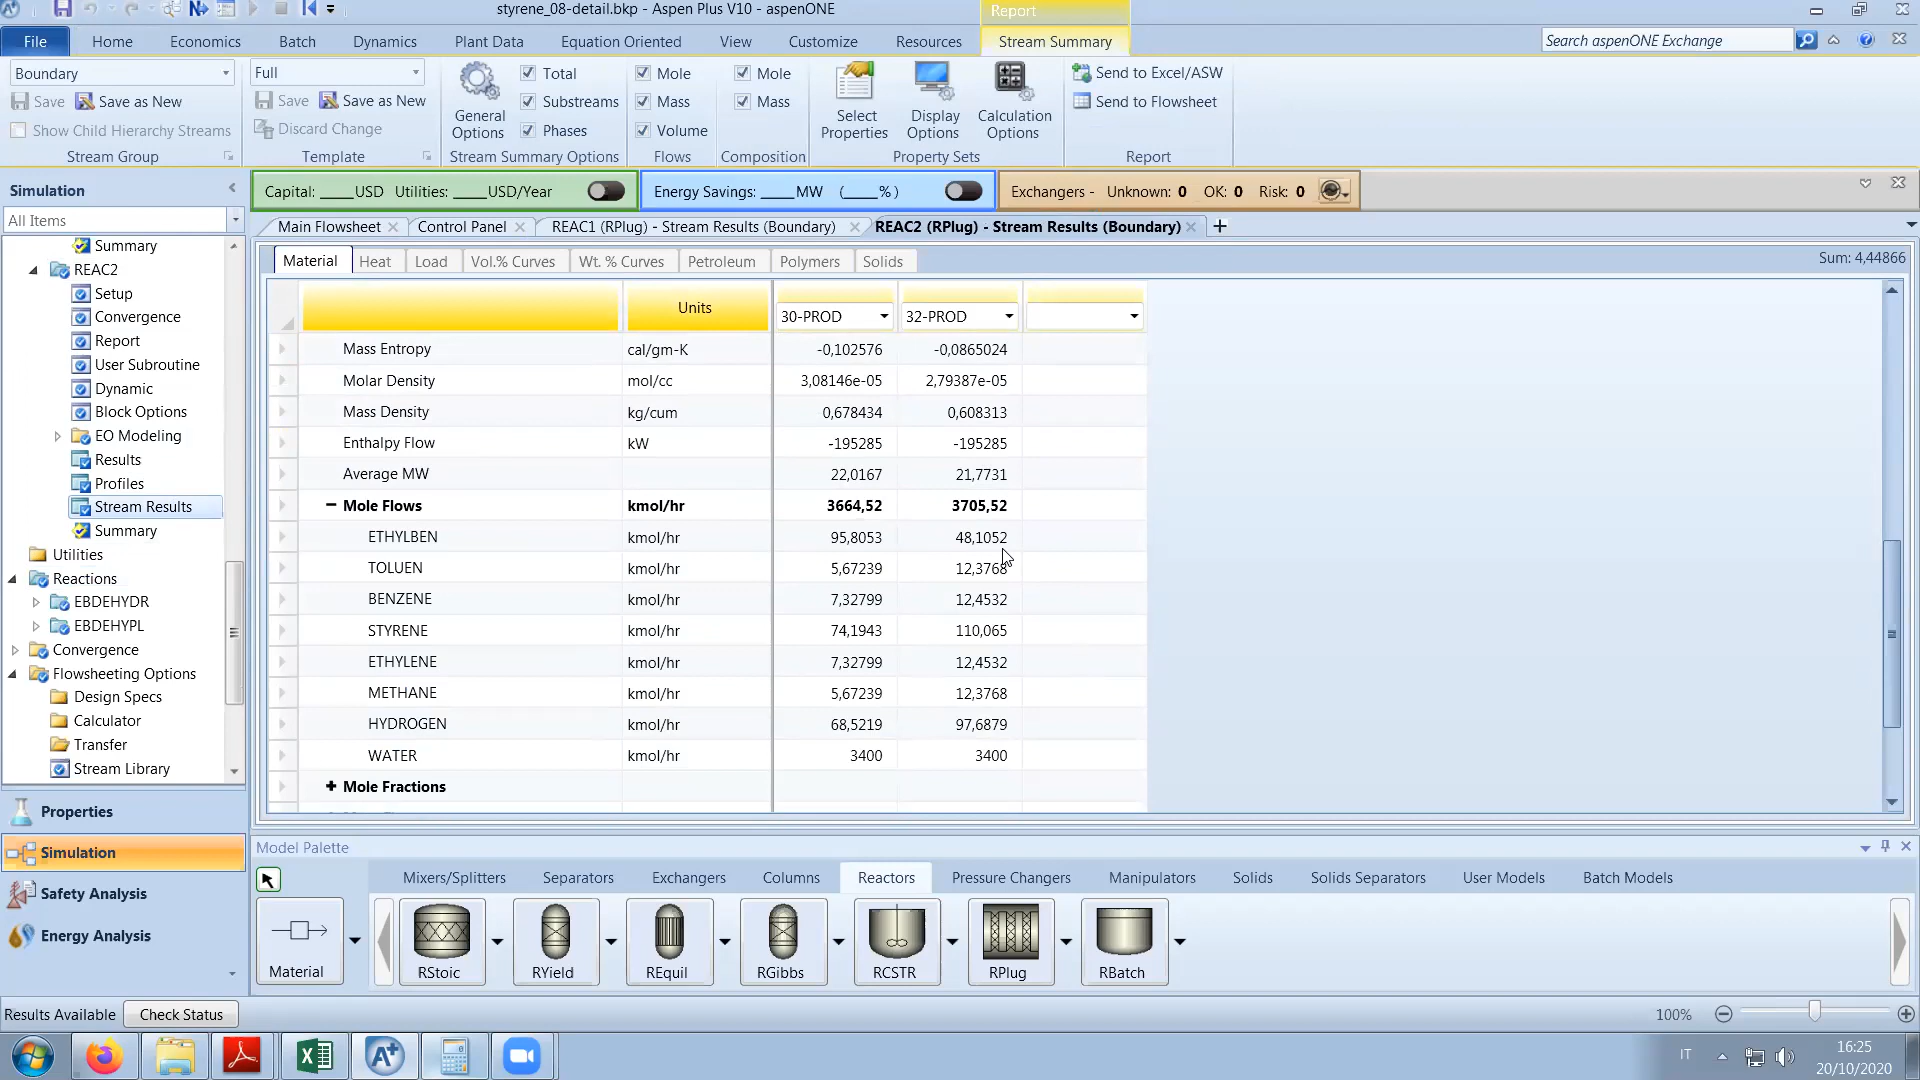 styrene_08-detail.bkp - Aspen Plus V10 - aspenONE
Report
File Home Economics Batch Dynamics Plant Data Equation Oriented View Customize Resources Stream Summary
Search aspenONE Exchange
Boundary
Save Save as New
Show Child Hierarchy Streams
Stream Group
Full
Save Save as New
Discard Change
Template
General Options
Total
Substreams
Phases
Stream Summary Options
Mole
Mass
Volume
Flows
Mole
Mass
Composition
Select Properties
Display Options
Calculation Options
Property Sets
Send to Excel/ASW
Send to Flowsheet
Report
Simulation
All Items
Summary
REAC2
Setup
Convergence
Report
User Subroutine
Dynamic
Block Options
EO Modeling
Results
Profiles
Stream Results
Summary
Utilities
Reactions
EBDEHYDR
EBDEHYPL
Convergence
Flowsheeting Options
Design Specs
Calculator
Transfer
Stream Library
Properties
Simulation
Safety Analysis
Energy Analysis
Capital: ____USD Utilities: ____USD/Year
Energy Savings: ____MW (____%)
Exchangers - Unknown: 0 OK: 0 Risk: 0
Main Flowsheet Control Panel REAC1 (RPlug) - Stream Results (Boundary) REAC2 (RPlug) - Stream Results (Boundary) +
Material Heat Load Vol.% Curves Wt. % Curves Petroleum Polymers Solids
Sum: 4,44866
Units 30-PROD 32-PROD
Mass Entropy cal/gm-K -0,102576 -0,0865024
Molar Density mol/cc 3,08146e-05 2,79387e-05
Mass Density kg/cum 0,678434 0,608313
Enthalpy Flow kW -195285 -195285
Average MW 22,0167 21,7731
− Mole Flows kmol/hr 3664,52 3705,52
ETHYLBEN kmol/hr 95,8053 48,1052
TOLUEN kmol/hr 5,67239 12,3768
BENZENE kmol/hr 7,32799 12,4532
STYRENE kmol/hr 74,1943 110,065
ETHYLENE kmol/hr 7,32799 12,4532
METHANE kmol/hr 5,67239 12,3768
HYDROGEN kmol/hr 68,5219 97,6879
WATER kmol/hr 3400 3400
+ Mole Fractions
Model Palette
Mixers/Splitters Separators Exchangers Columns Reactors Pressure Changers Manipulators Solids Solids Separators User Models Batch Models
Material RStoic RYield REquil RGibbs RCSTR RPlug RBatch
Results Available Check Status
100%
IT
16:25
20/10/2020